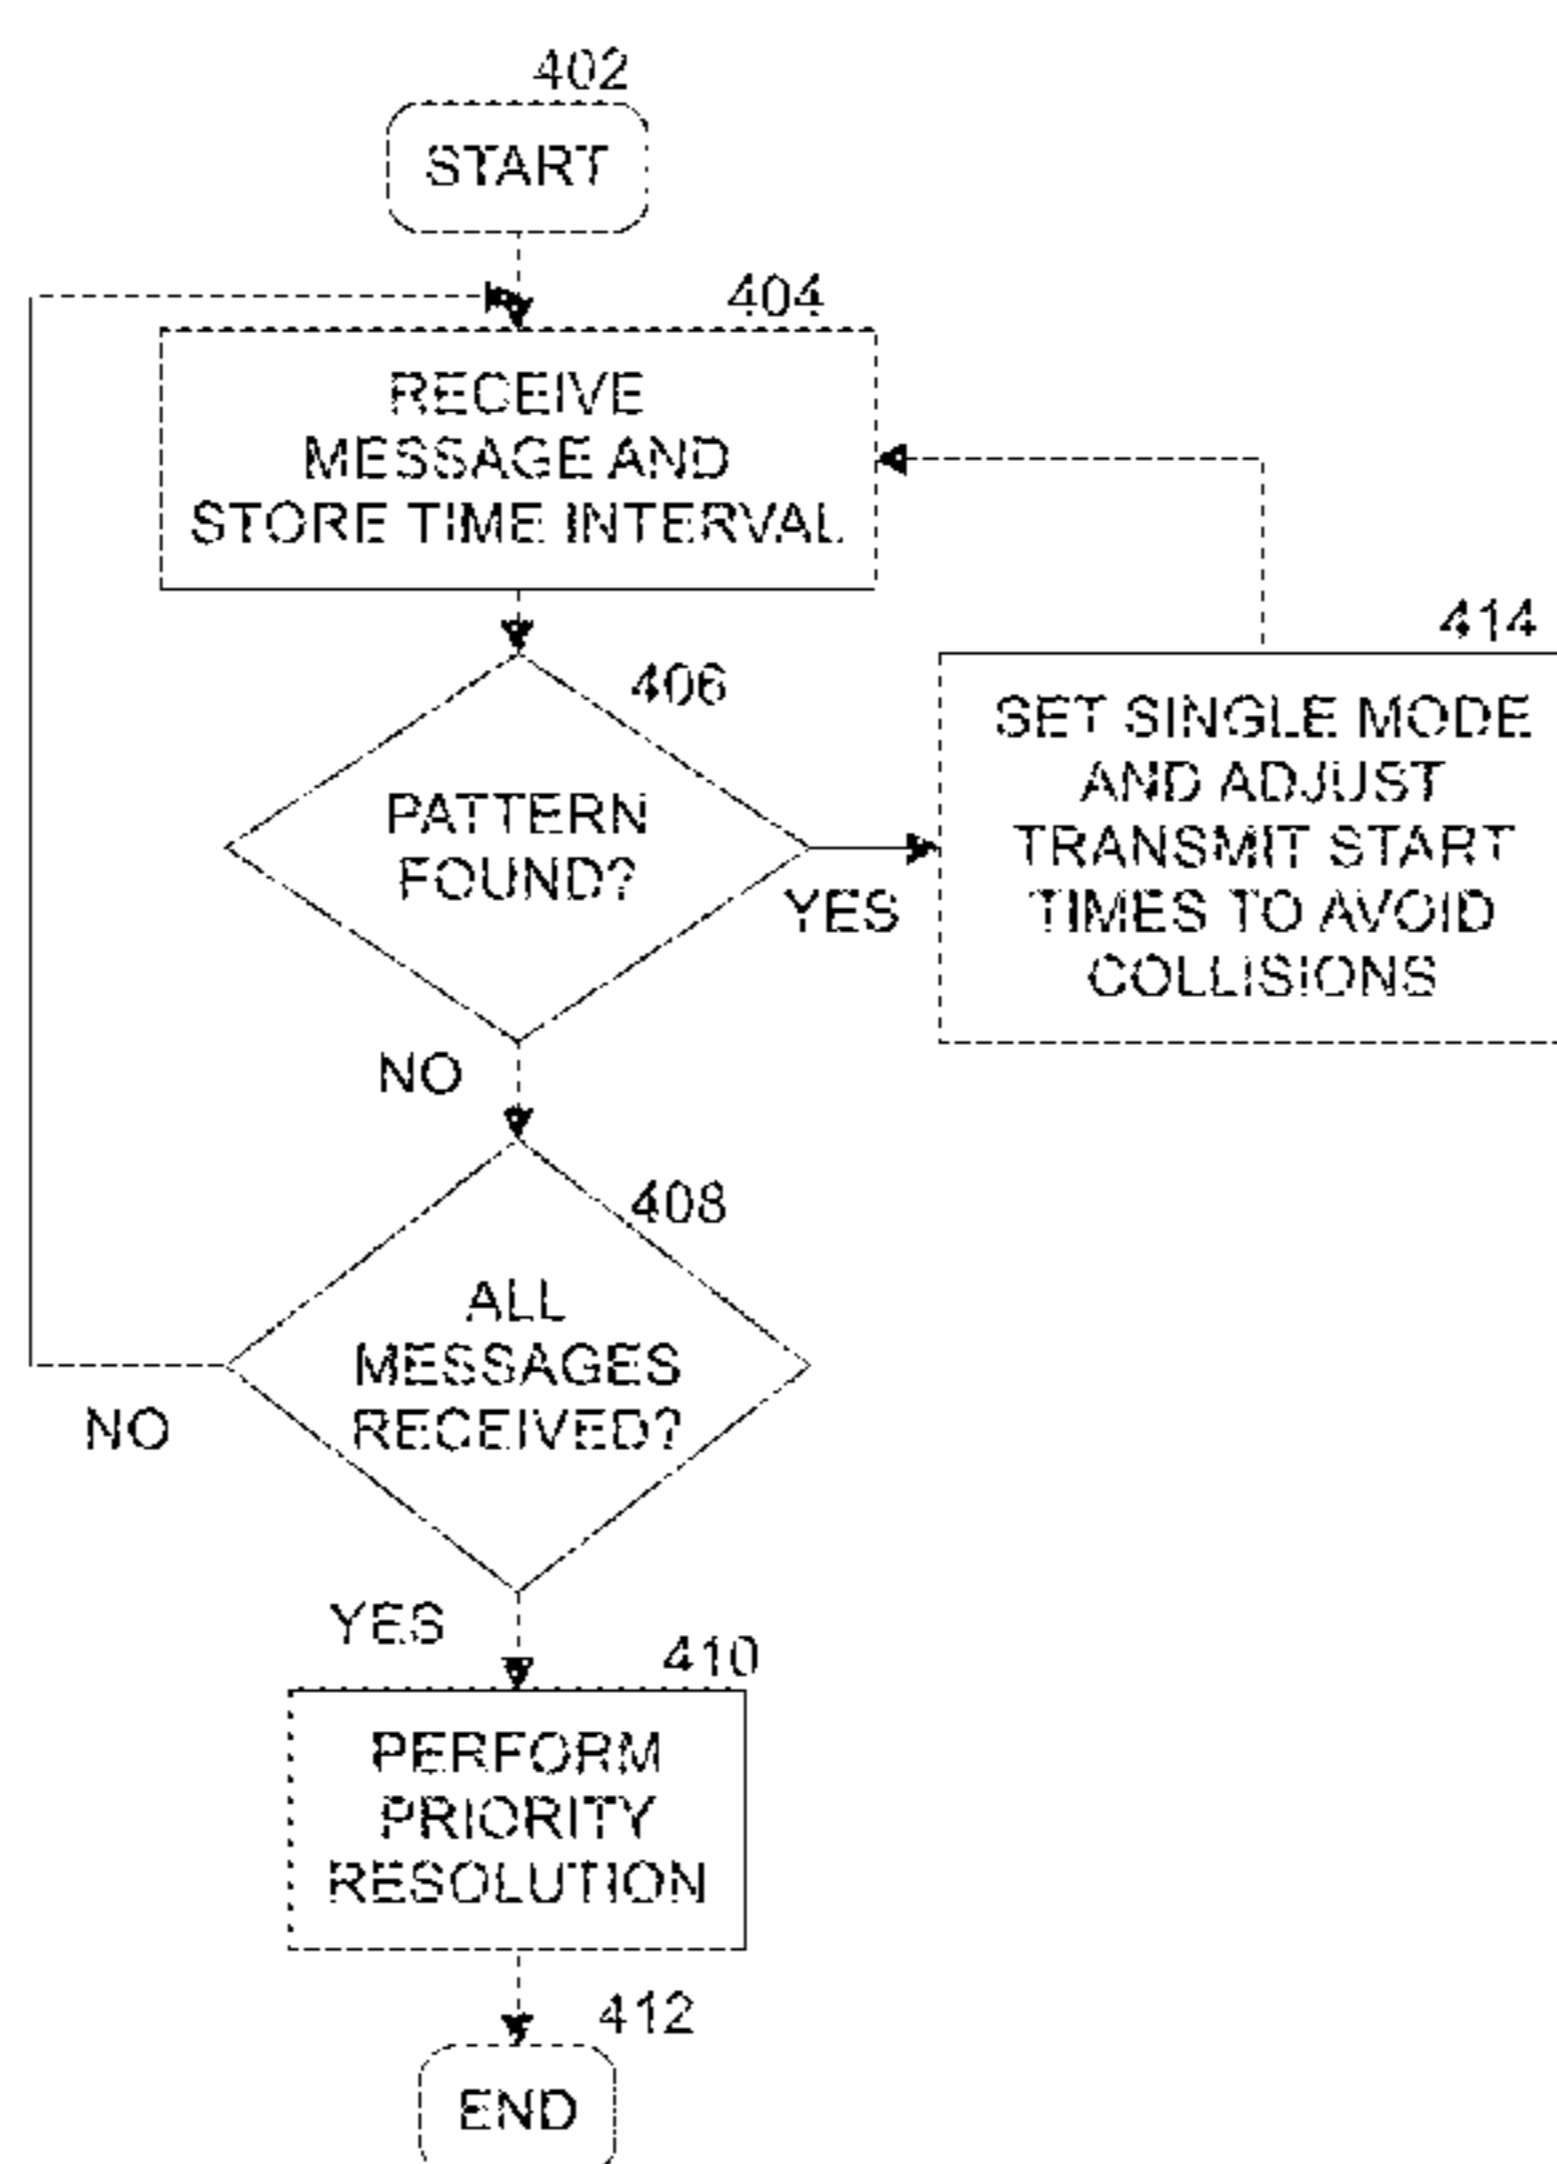 402
START
404
RECEIVE
MESSAGE AND
STORE TIME INTERVAL
406
PATTERN
FOUND?
YES
NO
414
SET SINGLE MODE
AND ADJUST
TRANSMIT START
TIMES TO AVOID
COLLISIONS
408
ALL
MESSAGES
RECEIVED?
NO
YES
410
PERFORM
PRIORITY
RESOLUTION
412
END